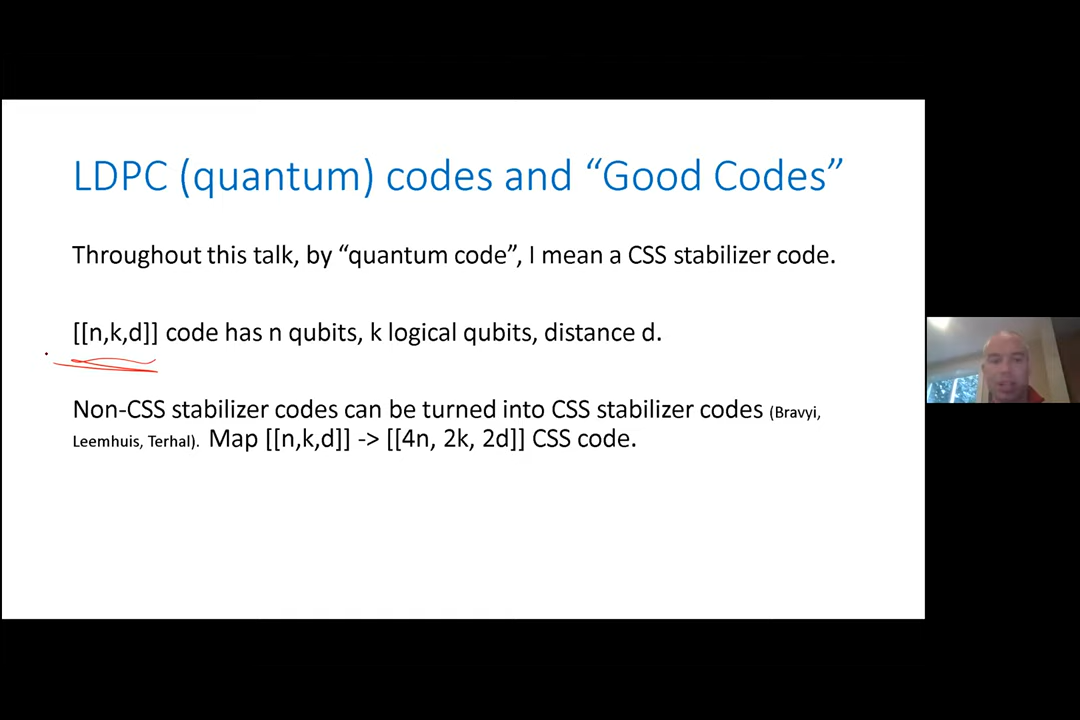 LDPC (quantum) codes and “Good Codes”
Throughout this talk, by “quantum code”, I mean a CSS stabilizer code.
[[n,k,d]] code has n qubits, k logical qubits, distance d.
Non-CSS stabilizer codes can be turned into CSS stabilizer codes (Bravyi,
Leemhuis, Terhal). Map [[n,k,d]] -> [[4n, 2k, 2d]] CSS code.